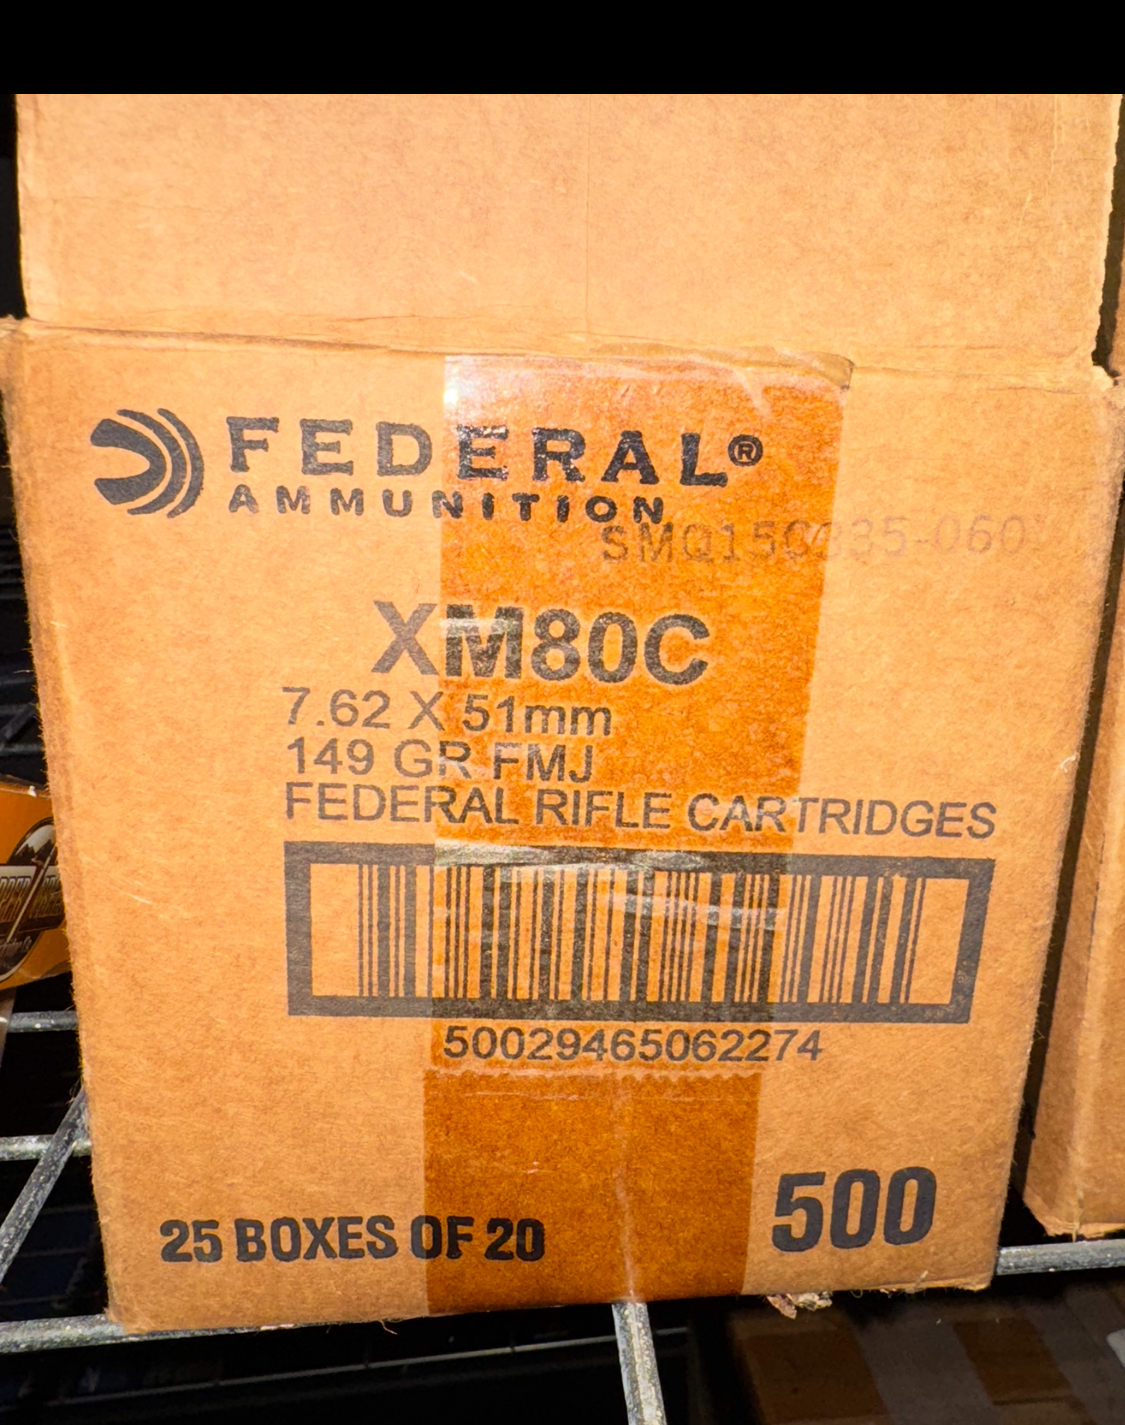 FEDERAL®
AMMUNITION
XM80C
7.62 X 51mm
149 GR FMJ
FEDERAL RIFLE CARTRIDGES
50029465062274
25 BOXES OF 20
500